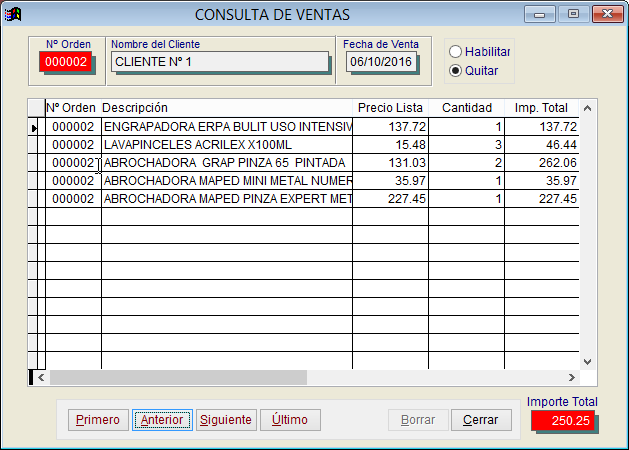 CONSULTA DE VENTAS
Nº Orden Nombre del Cliente Fecha de Venta
000002 CLIENTE Nº 1 06/10/2016
Habilitar
Quitar
Nº Orden Descripción Precio Lista Cantidad Imp. Total
000002 ENGRAPADORA ERPA BULIT USO INTENSIV 137.72 1 137.72
000002 LAVAPINCELES ACRILEX X100ML 15.48 3 46.44
000002 ABROCHADORA GRAP PINZA 65 PINTADA 131.03 2 262.06
000002 ABROCHADORA MAPED MINI METAL NUMER 35.97 1 35.97
000002 ABROCHADORA MAPED PINZA EXPERT MET 227.45 1 227.45
Importe Total
Primero Anterior Siguiente Último Borrar Cerrar 250.25